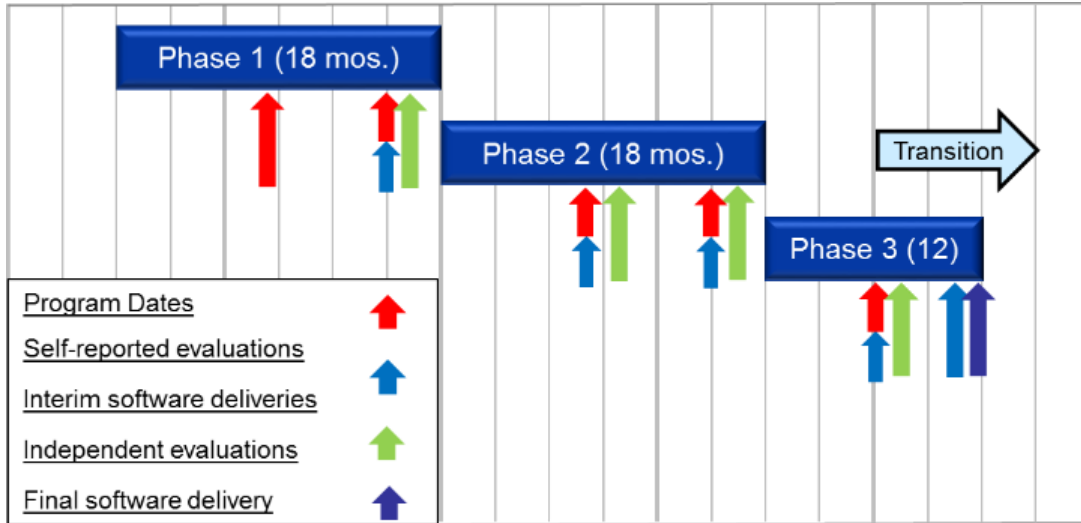 Phase 1 (18 mos.)
Phase 2 (18 mos.)
Transition
Phase 3 (12)
Program Dates
Self-reported evaluations
Interim software deliveries
Independent evaluations
Final software delivery